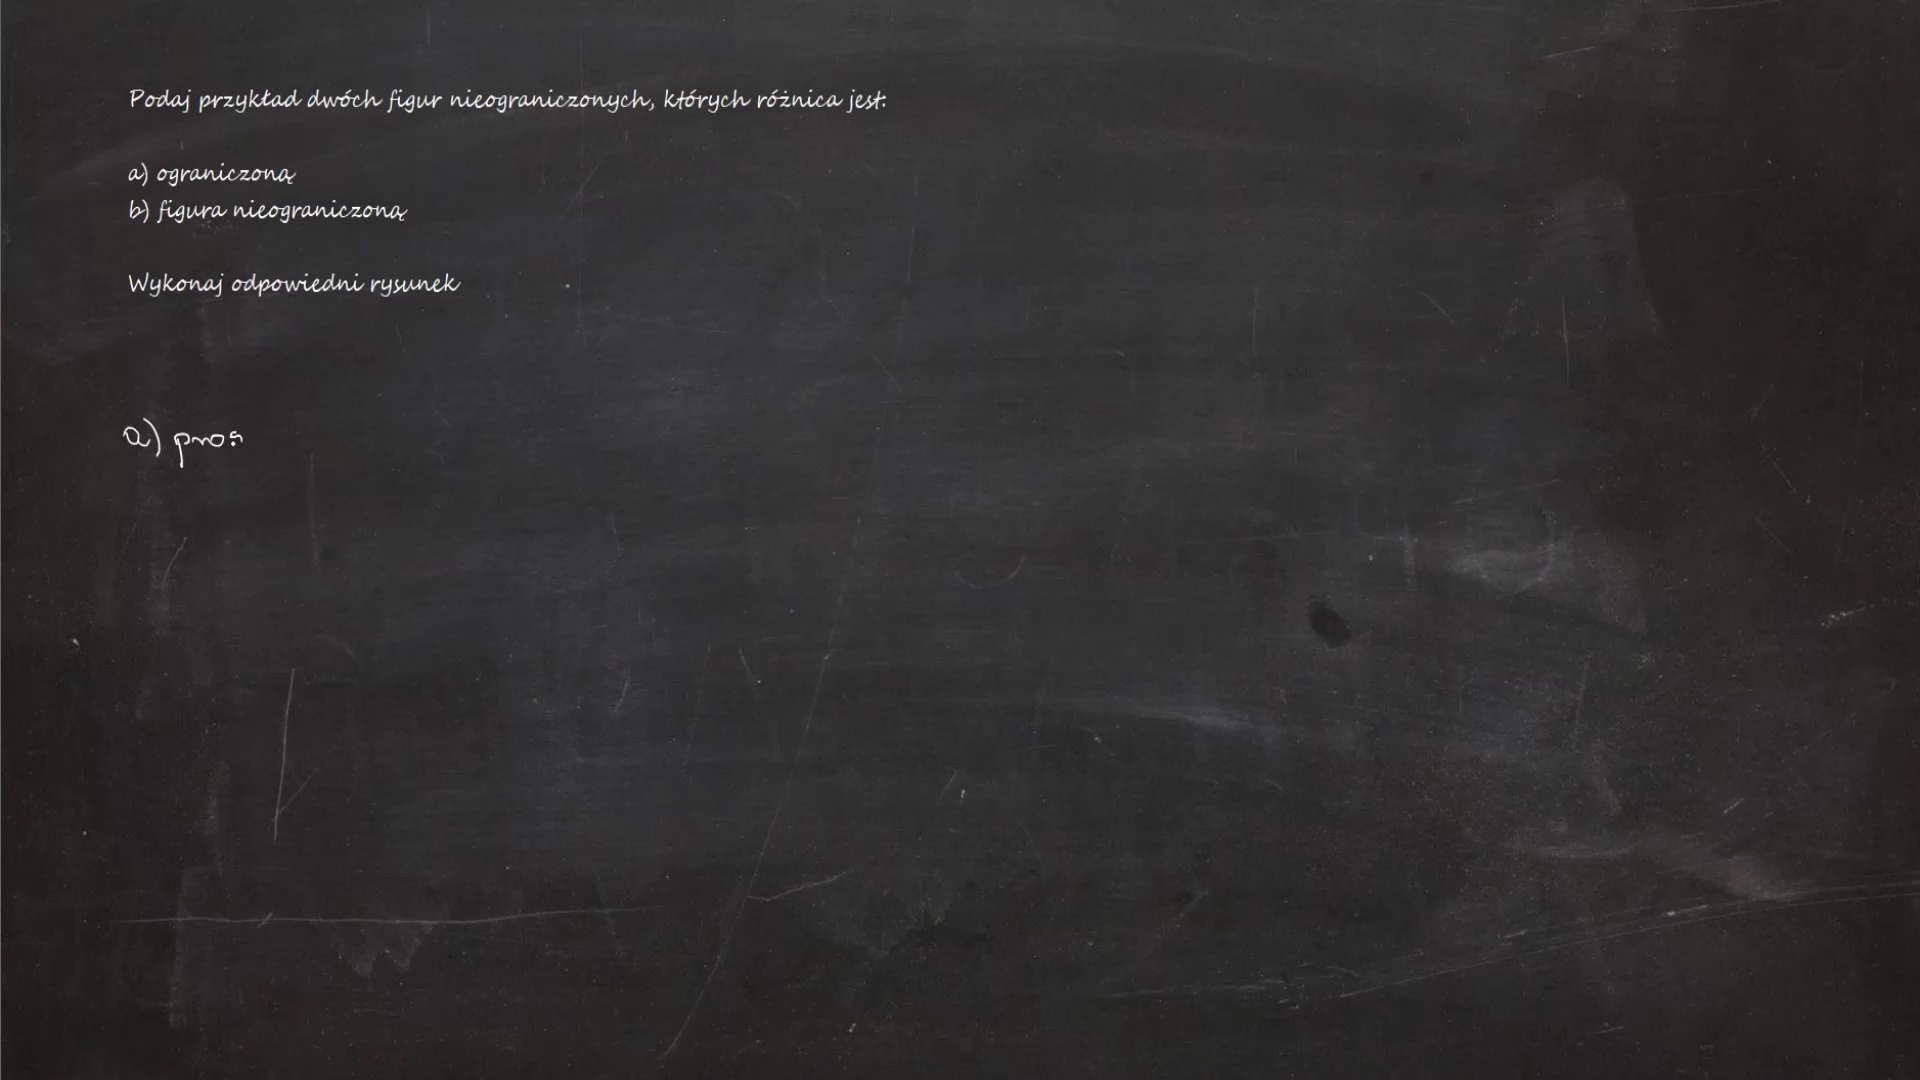 Podaj przykład dwóch figur nieograniczonych, których różnica jest:
a) ograniczoną
b) figura nieograniczoną
Wykonaj odpowiedni rysunek
a) pros